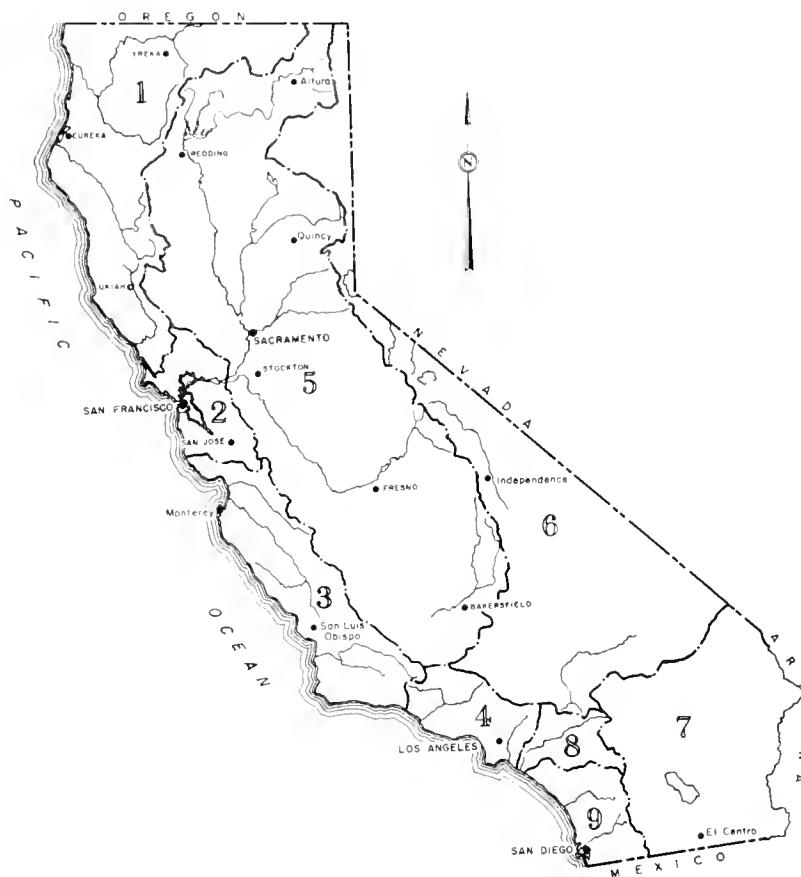 OREGON
YREKA
1
Alturas
EUREKA
REDDING
N
PACIFIC
Quincy
UKIAH
SACRAMENTO
NEVADA
STOCKTON
5
SAN FRANCISCO
2
SAN JOSE
FRESNO
Independence
Monterey
6
3
BAKERSFIELD
San Luis
Obispo
OCEAN
4
7
LOS ANGELES
8
9
El Centro
SAN DIEGO
MEXICO